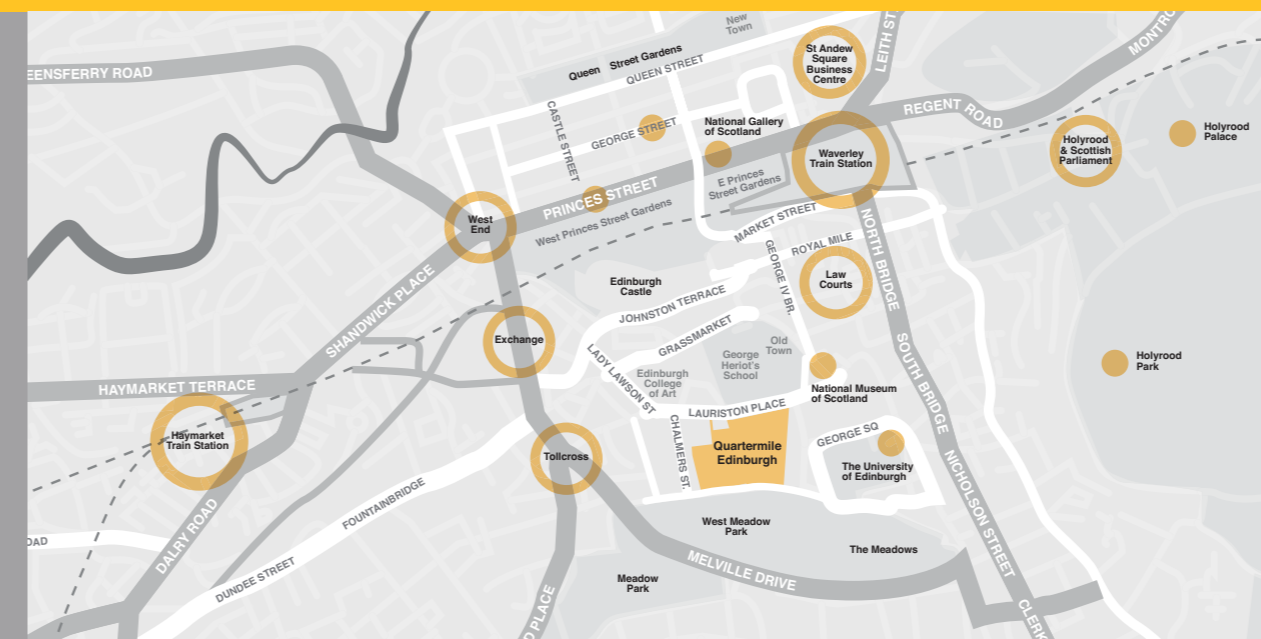 New
Town
St Andew
Square
Business
Centre
LEITH ST
MONTRO
EENSFERRY ROAD
Queen Street Gardens
QUEEN STREET
CASTLE STREET
GEORGE STREET
National Gallery
of Scotland
REGENT ROAD
Holyrood
Palace
Holyrood
& Scottish
Parliament
Waverley
Train Station
E Princes
Street Gardens
PRINCES STREET
West Princes Street Gardens
West
End
MARKET STREET
NORTH BRIDGE
ROYAL MILE
GEORGE IV BR.
Law
Courts
Edinburgh
Castle
JOHNSTON TERRACE
SHANDWICK PLACE
Exchange
GRASSMARKET
Old
Town
George
Heriot's
School
LADY LAWSON ST
Edinburgh
College
of Art
SOUTH BRIDGE
Holyrood
Park
HAYMARKET TERRACE
National Museum
of Scotland
LAURISTON PLACE
Haymarket
Train Station
CHALMERS ST.
GEORGE SQ
Quartermile
Edinburgh
Tollcross
The University
of Edinburgh
NICHOLSON STREET
FOUNTAINBRIDGE
West Meadow
Park
The Meadows
OAD
DALRY ROAD
MELVILLE DRIVE
DUNDEE STREET
Meadow
Park
D PLACE
CLERK